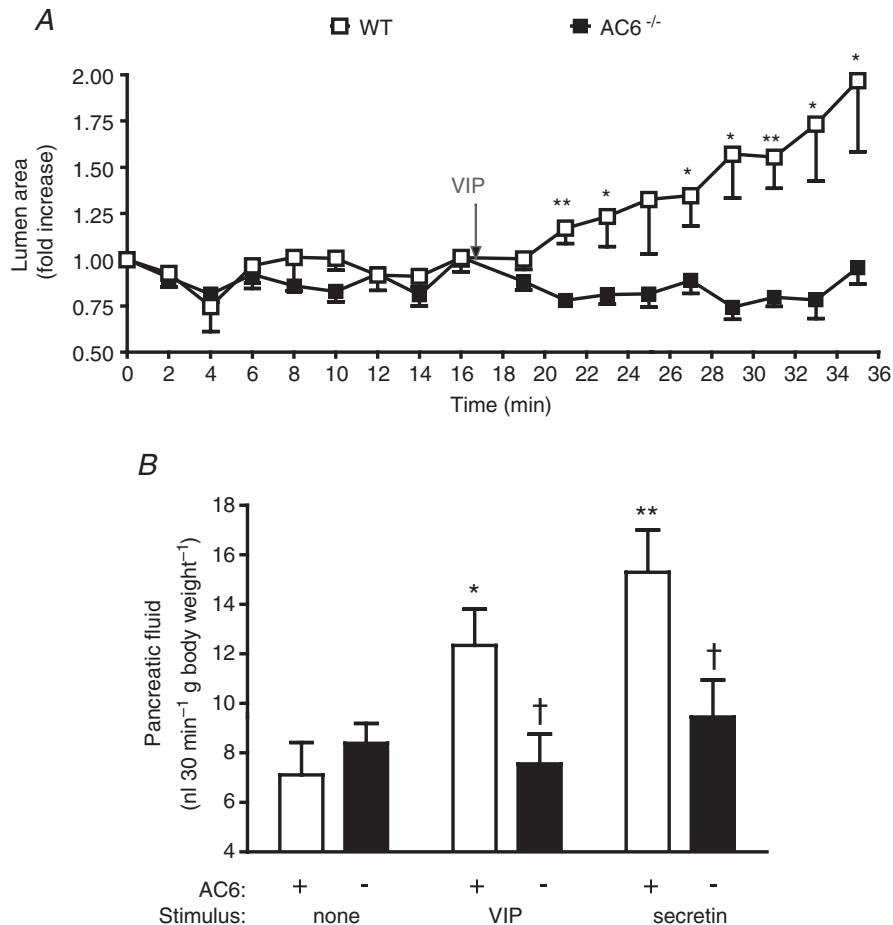 A
WT
AC6 -/-
2.00
1.75
1.50
1.25
1.00
0.75
0.50
Lumen area
(fold increase)
VIP
** * * * ** * *
0 2 4 6 8 10 12 14 16 18 20 22 24 26 28 30 32 34 36
Time (min)
B
18
16
14
12
10
8
6
4
Pancreatic fluid
(nl 30 min−1 g body weight−1)
* † ** †
AC6: + - + - + -
Stimulus: none VIP secretin